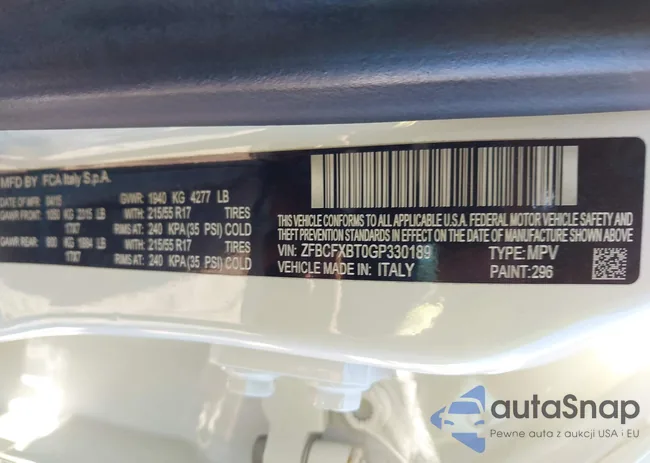 MFD BY FCA Italy S.p.A.
DATE OF MFR 04/15 GVWR: 1940 KG 4277 LB
GAWR FRONT: 1050 KG 2315 LB WITH: 215/55 R17 TIRES
17X7 RIMS AT: 240 KPA(35 PSI) COLD
GAWR REAR: KG LB WITH: 215/55 R17 TIRES
17X7 RIMS AT: 240 KPA(35 PSI) COLD
THIS VEHICLE CONFORMS TO ALL APPLICABLE U.S.A. FEDERAL MOTOR VEHICLE SAFETY AND
STANDARDS IN EFFECT ON THE DATE OF MANUFACTURE SHOWN ABOVE
VIN: ZFBCFXBT0GP330189 TYPE: MPV
VEHICLE MADE IN: ITALY PAINT:296
autaSnap
Pewne auta z aukcji USA i EU